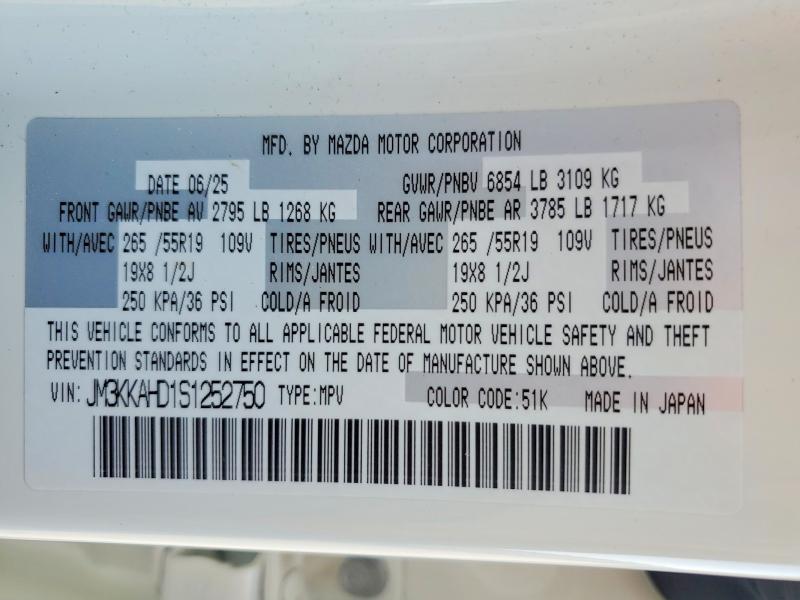 MFD. BY MAZDA MOTOR CORPORATION
DATE 06/25 GVWR/PNBV 6854 LB 3109 KG
FRONT GAWR/PNBE AV 2795 LB 1268 KG REAR GAWR/PNBE AR 3785 LB 1717 KG
WITH/AVEC 265 /55R19 109V TIRES/PNEUS WITH/AVEC 265 /55R19 109V TIRES/PNEUS
19X8 1/2J RIMS/JANTES 19X8 1/2J RIMS/JANTES
250 KPA/36 PSI COLD/A FROID 250 KPA/36 PSI COLD/A FROID
THIS VEHICLE CONFORMS TO ALL APPLICABLE FEDERAL MOTOR VEHICLE SAFETY AND THEFT
PREVENTION STANDARDS IN EFFECT ON THE DATE OF MANUFACTURE SHOWN ABOVE.
VIN: JM3KKAHD1S1252750 TYPE:MPV COLOR CODE:51K MADE IN JAPAN